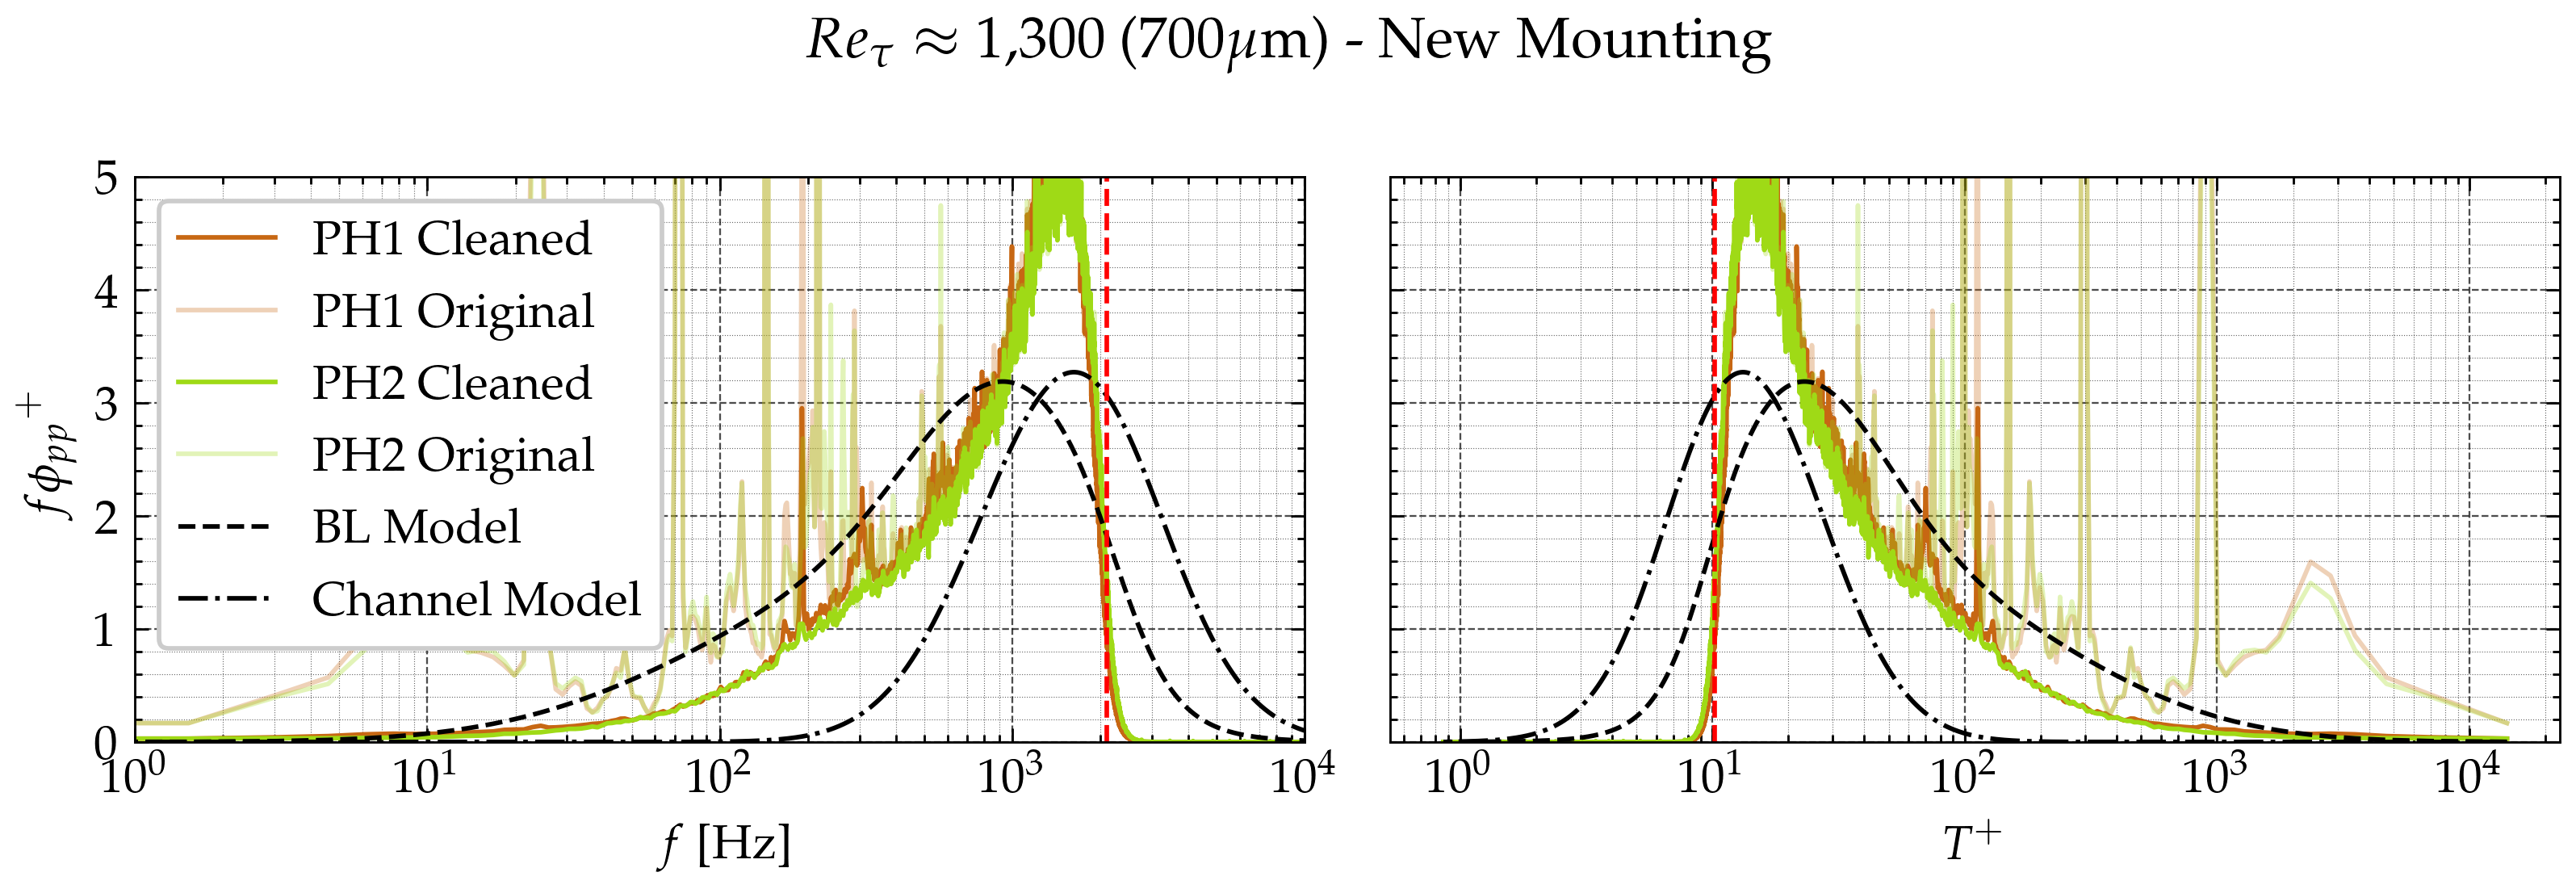 Re_τ ≈ 1,300 (700μm) - New Mounting
f φ_pp^+
5
4
3
2
1
0
PH1 Cleaned
PH1 Original
PH2 Cleaned
PH2 Original
BL Model
Channel Model
10^0 10^1 10^2 10^3 10^4
f [Hz]
10^0 10^1 10^2 10^3 10^4
T^+